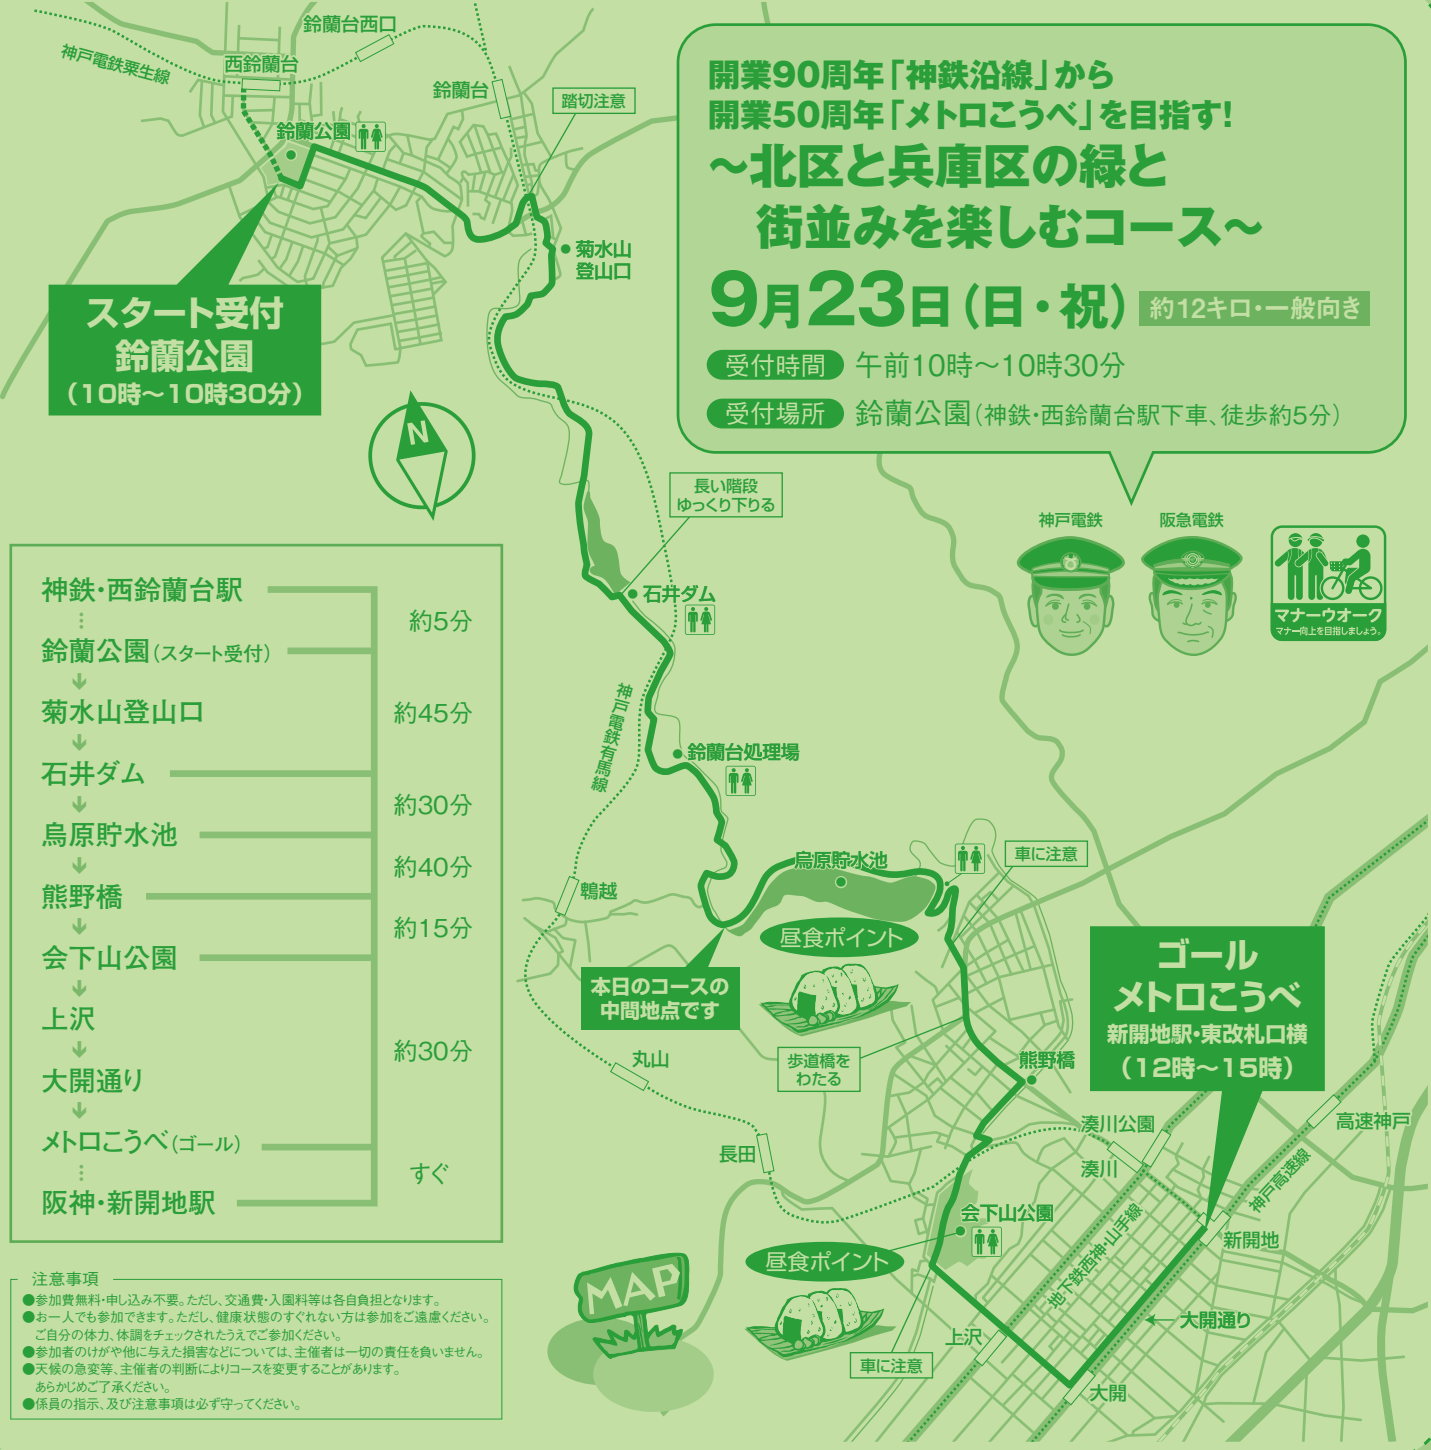 開業90周年「神鉄沿線」から
開業50周年「メトロこうべ」を目指す!
～北区と兵庫区の緑と
街並みを楽しむコース～
9月23日(日・祝) 約12キロ・一般向き
受付時間 午前10時～10時30分
受付場所 鈴蘭公園(神鉄・西鈴蘭台駅下車、徒歩約5分)
神戸電鉄
阪急電鉄
マナーウオーク
マナー向上を目指しましょう。
神戸電鉄粟生線
鈴蘭台西口
西鈴蘭台
鈴蘭台
踏切注意
鈴蘭公園
菊水山
登山口
スタート受付
鈴蘭公園
(10時～10時30分)
N
長い階段
ゆっくり下りる
石井ダム
神戸電鉄有馬線
鈴蘭台処理場
烏原貯水池
車に注意
鵯越
昼食ポイント
本日のコースの
中間地点です
歩道橋を
わたる
丸山
熊野橋
ゴール
メトロこうべ
新開地駅・東改札口横
(12時～15時)
湊川公園
湊川
高速神戸
長田
神戸高速線
会下山公園
新開地
昼食ポイント
地下鉄西神・山手線
大開通り
上沢
車に注意
大開
MAP
神鉄・西鈴蘭台駅
約5分
鈴蘭公園(スタート受付)
菊水山登山口
約45分
石井ダム
約30分
烏原貯水池
約40分
熊野橋
約15分
会下山公園
上沢
約30分
大開通り
メトロこうべ(ゴール)
すぐ
阪神・新開地駅
注意事項
●参加費無料・申し込み不要。ただし、交通費・入園料等は各自負担となります。
●お一人でも参加できます。ただし、健康状態のすぐれない方は参加をご遠慮ください。
ご自分の体力、体調をチェックされたうえでご参加ください。
●参加者のけがや他に与えた損害などについては、主催者は一切の責任を負いません。
●天候の急変等、主催者の判断によりコースを変更することがあります。
あらかじめご了承ください。
●係員の指示、及び注意事項は必ず守ってください。